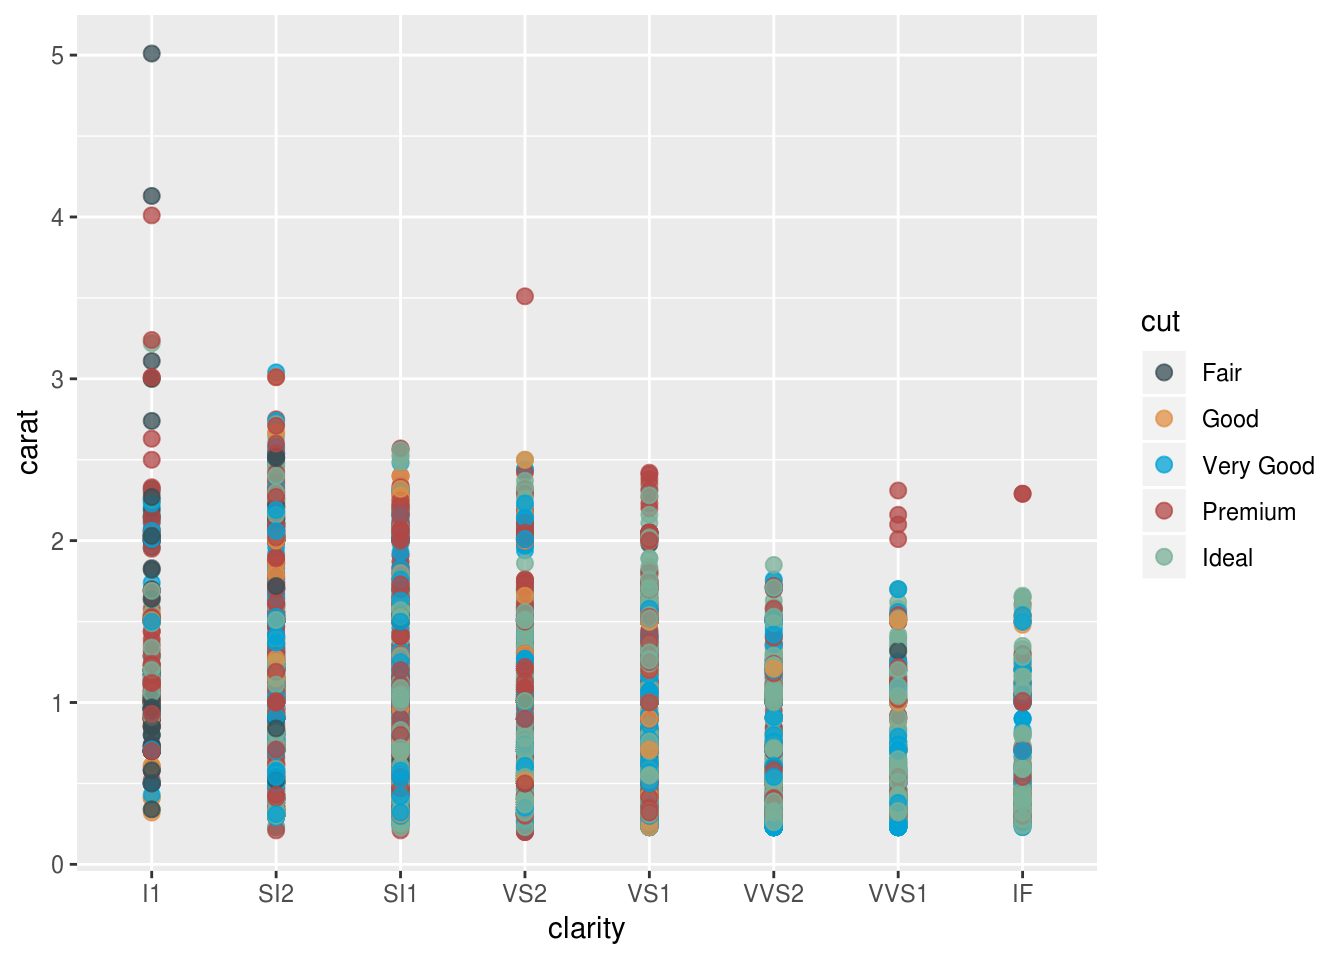 5
4
3
2
1
0
carat
I1 SI2 SI1 VS2 VS1 VVS2 VVS1 IF
clarity
cut
Fair
Good
Very Good
Premium
Ideal